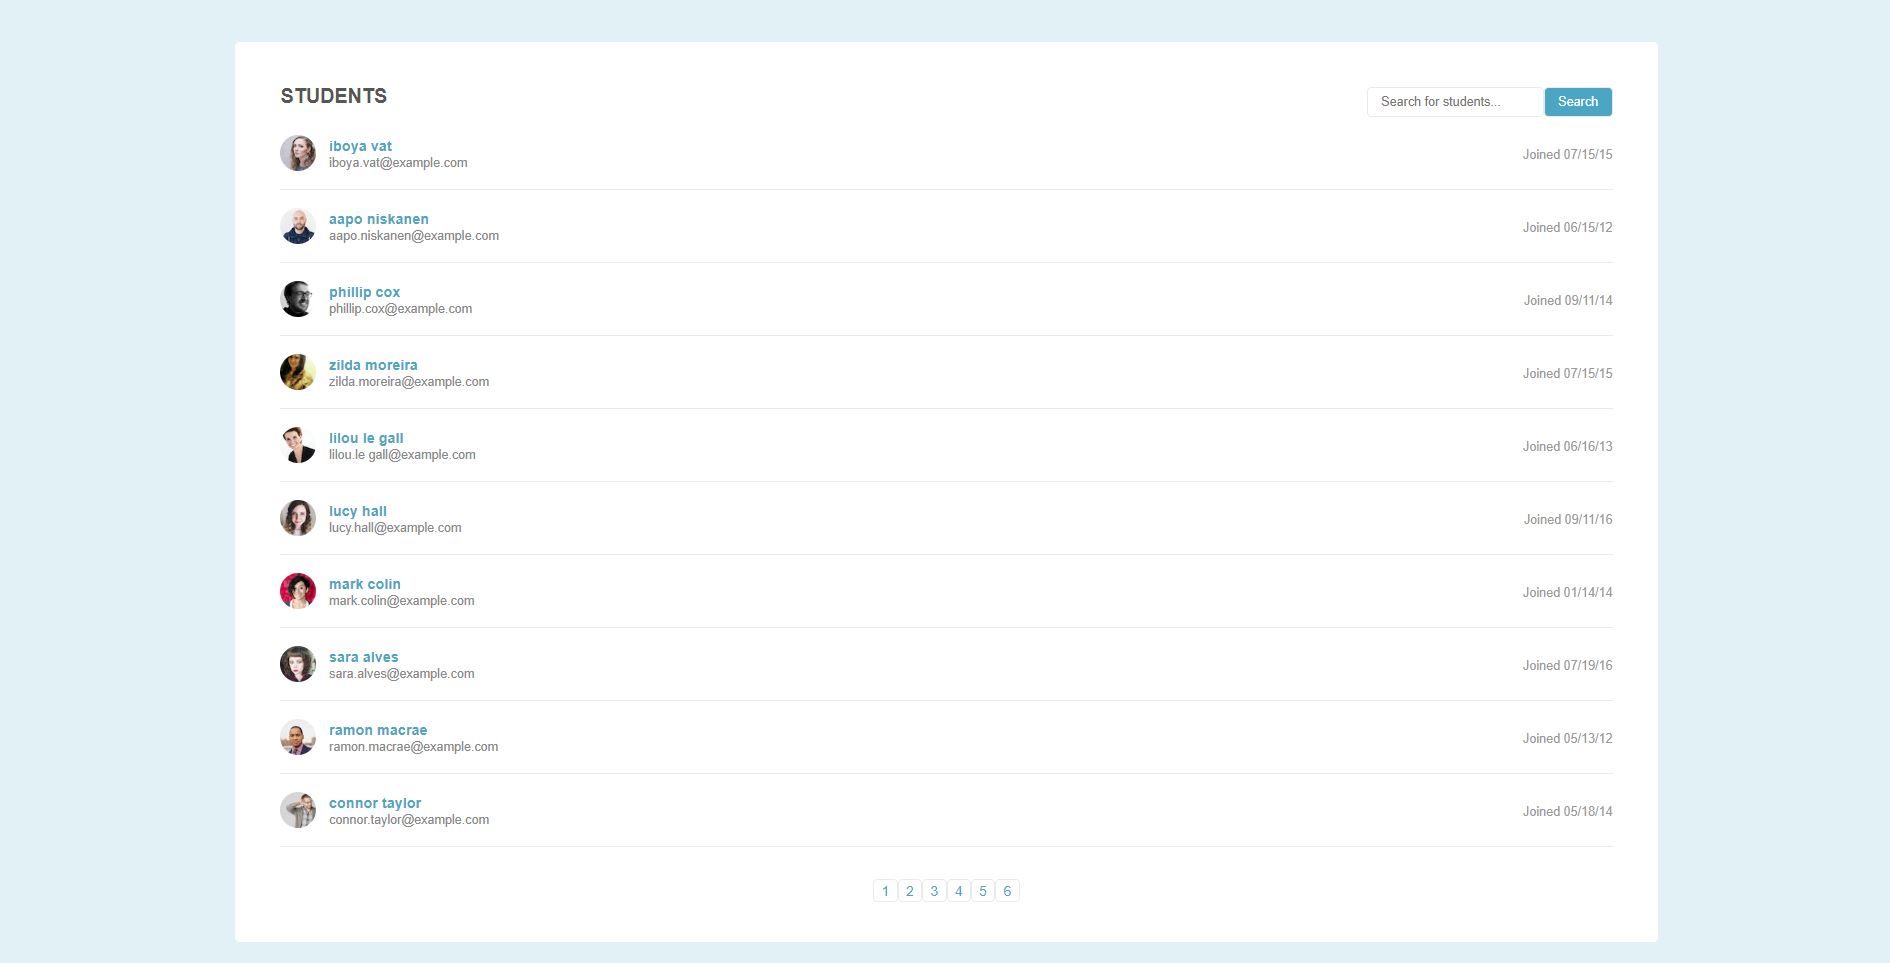 STUDENTS
Search for students... Search
iboya vat
iboya.vat@example.com
Joined 07/15/15
aapo niskanen
aapo.niskanen@example.com
Joined 06/15/12
phillip cox
phillip.cox@example.com
Joined 09/11/14
zilda moreira
zilda.moreira@example.com
Joined 07/15/15
lilou le gall
lilou.le gall@example.com
Joined 06/16/13
lucy hall
lucy.hall@example.com
Joined 09/11/16
mark colin
mark.colin@example.com
Joined 01/14/14
sara alves
sara.alves@example.com
Joined 07/19/16
ramon macrae
ramon.macrae@example.com
Joined 05/13/12
connor taylor
connor.taylor@example.com
Joined 05/18/14
1 2 3 4 5 6